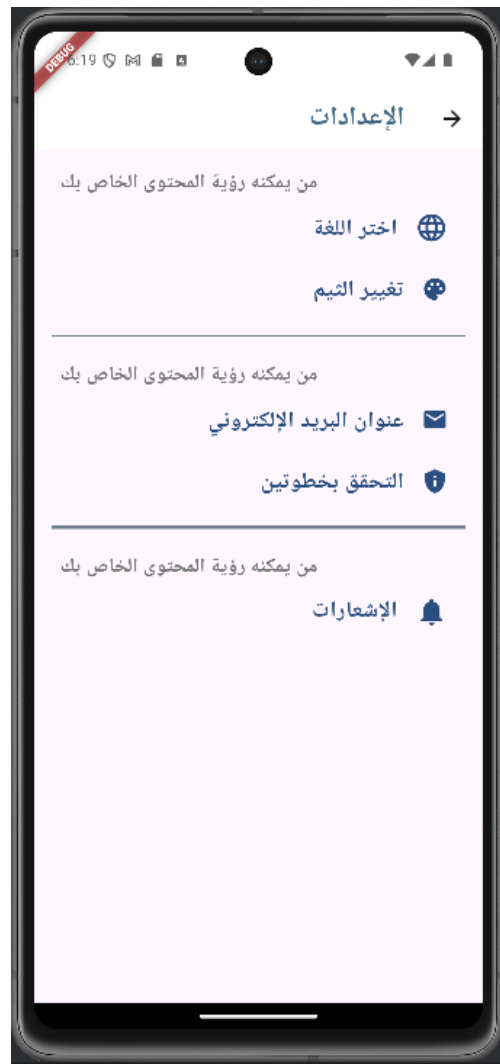 DEBUG
6:19
الإعدادات
من يمكنه رؤية المحتوى الخاص بك
اختر اللغة
تغيير الثيم
من يمكنه رؤية المحتوى الخاص بك
عنوان البريد الإلكتروني
التحقق بخطوتين
من يمكنه رؤية المحتوى الخاص بك
الإشعارات